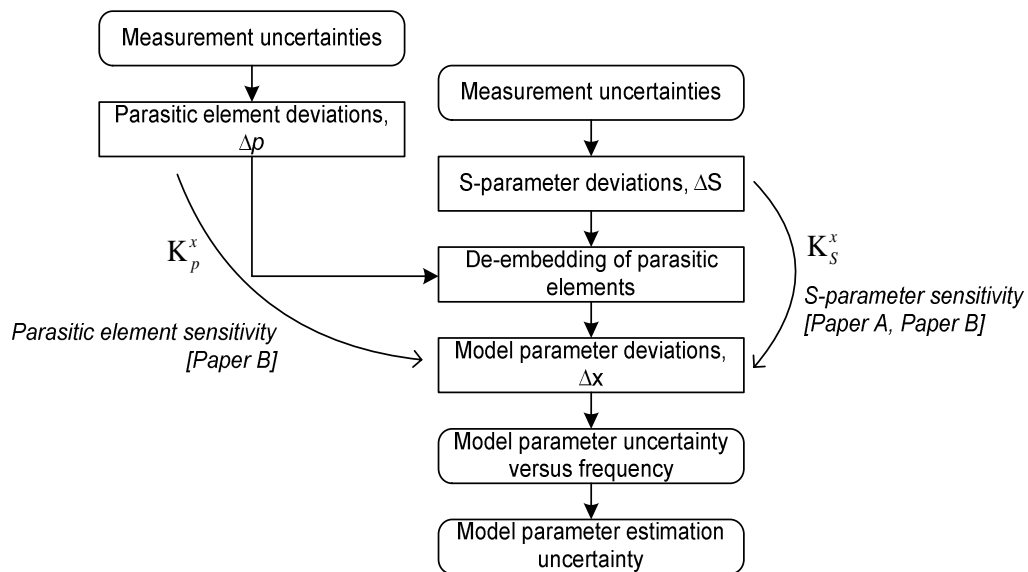 Measurement uncertainties
Parasitic element deviations,
Δp
Measurement uncertainties
S-parameter deviations, ΔS
De-embedding of parasitic
elements
K_p^x
Parasitic element sensitivity
[Paper B]
K_S^x
S-parameter sensitivity
[Paper A, Paper B]
Model parameter deviations,
Δx
Model parameter uncertainty
versus frequency
Model parameter estimation
uncertainty